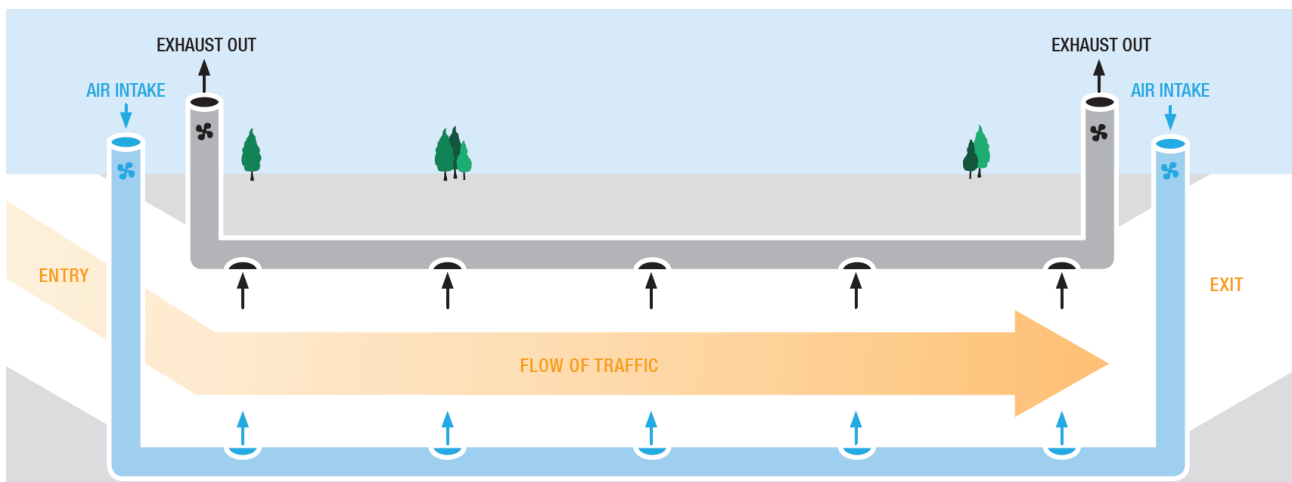 EXHAUST OUT
EXHAUST OUT
AIR INTAKE
AIR INTAKE
ENTRY
EXIT
FLOW OF TRAFFIC